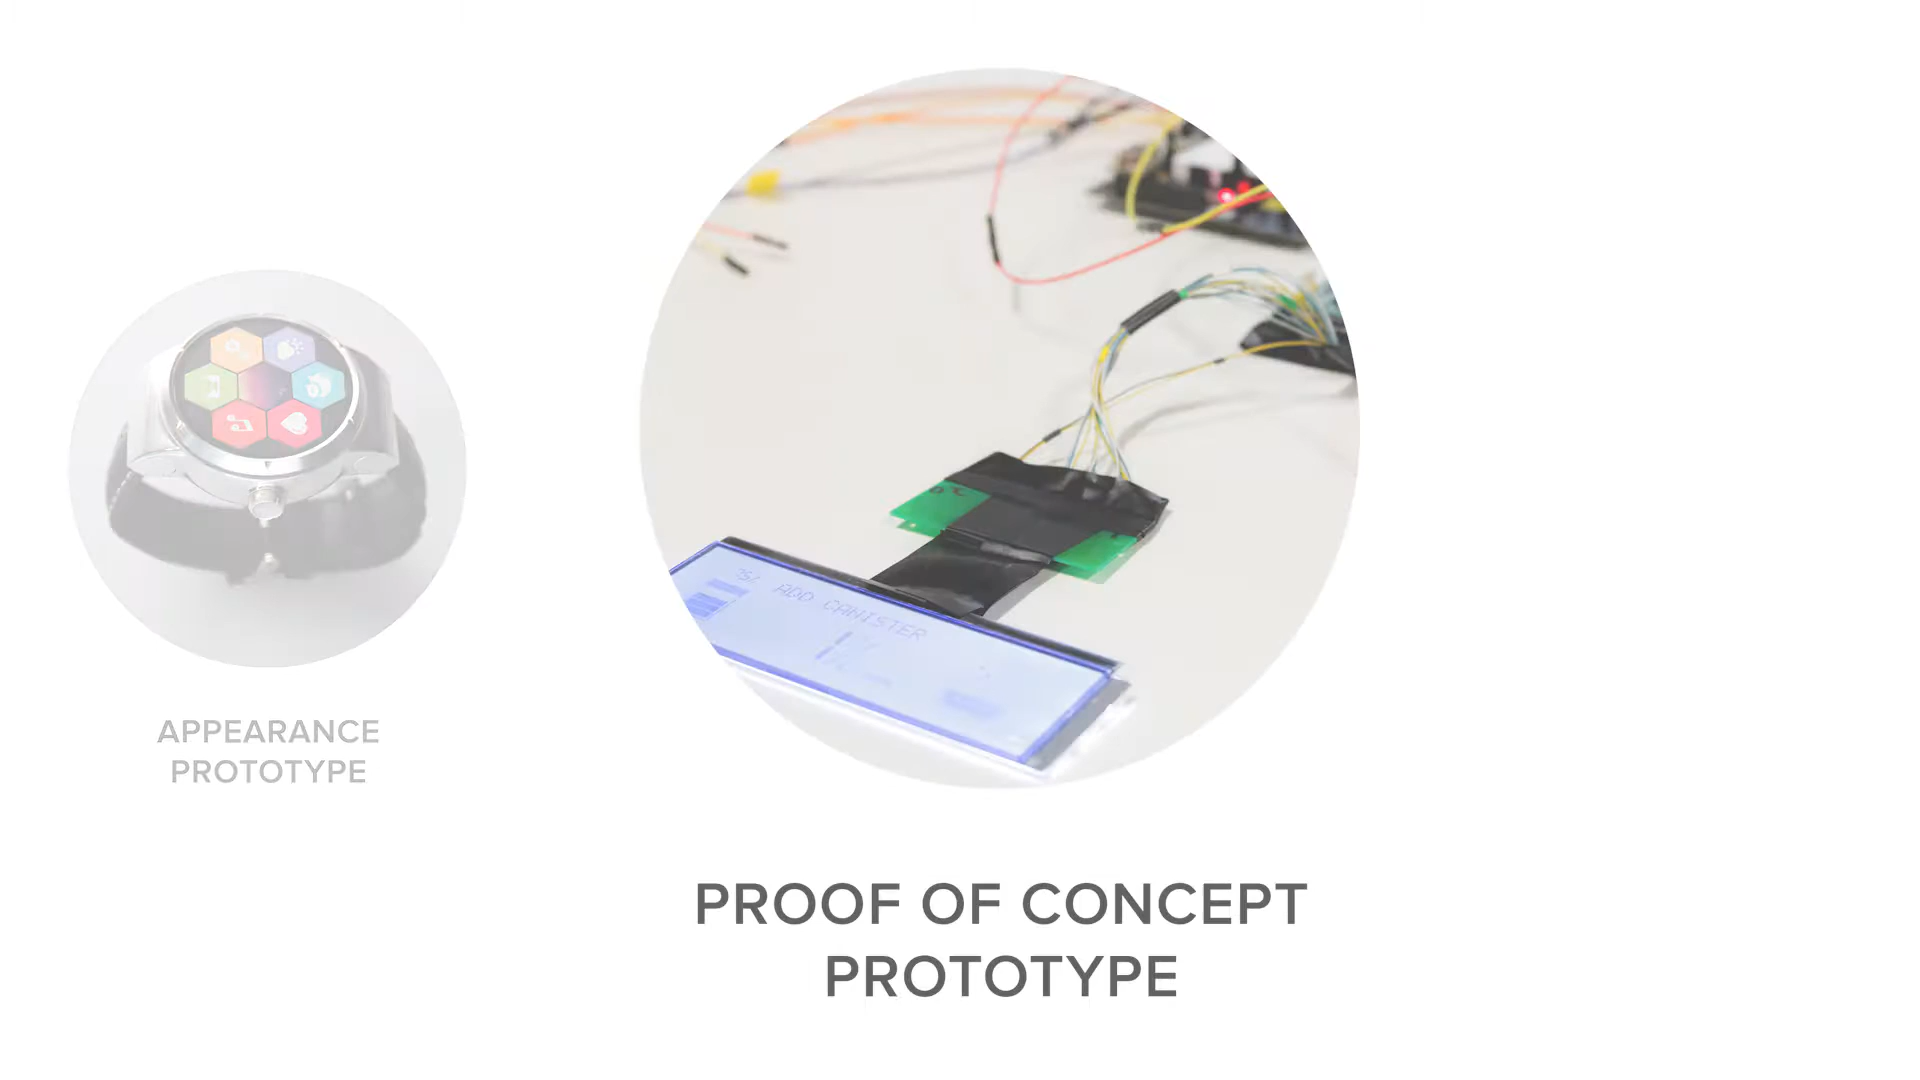 APPEARANCE
PROTOTYPE
ADD CANISTER
PROOF OF CONCEPT
PROTOTYPE